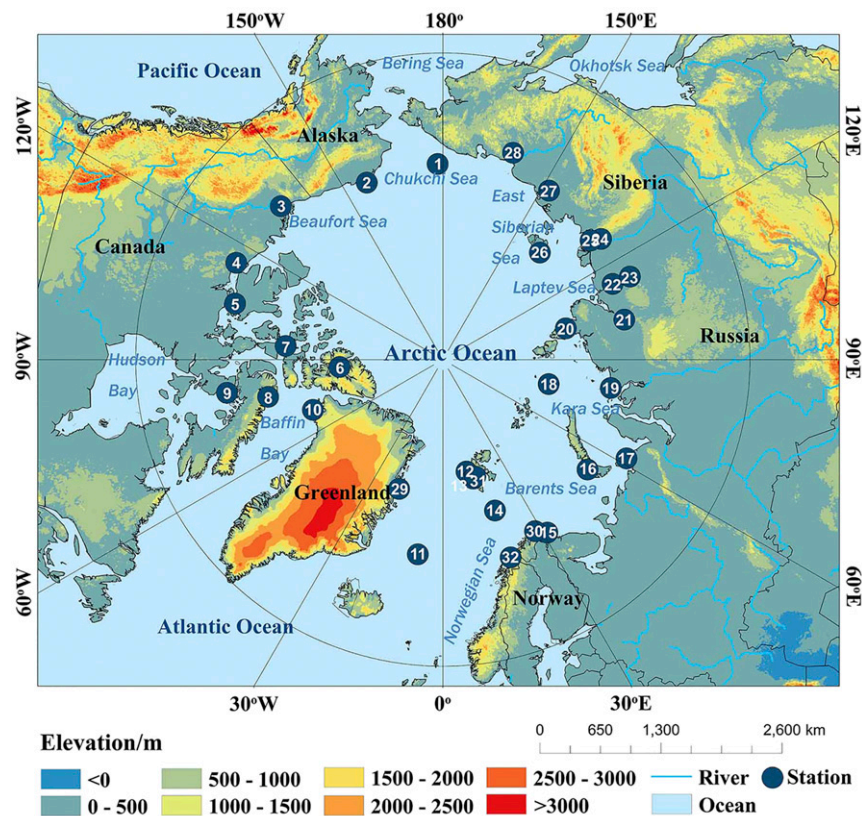 150°W 180° 150°E
Pacific Ocean
Bering Sea
Okhotsk Sea
120°W
120°E
Alaska
1
28
2
Chukchi Sea
Siberia
27
East
3
Beaufort Sea
Siberian
25 24
Canada
26
Sea
4
23
22
Laptev Sea
5
21
20
Russia
7
Arctic Ocean
90°W
90°E
Hudson
6
18
19
Bay
9
8
10
Kara Sea
Baffin
17
Bay
12
16
13 31
Greenland
29
Barents Sea
14
30 15
11
32
Norwegian Sea
60°W
60°E
Norway
Atlantic Ocean
30°W 0° 30°E
0 650 1,300 2,600 km
Elevation/m
<0 500 - 1000 1500 - 2000 2500 - 3000 River Station
0 - 500 1000 - 1500 2000 - 2500 >3000 Ocean